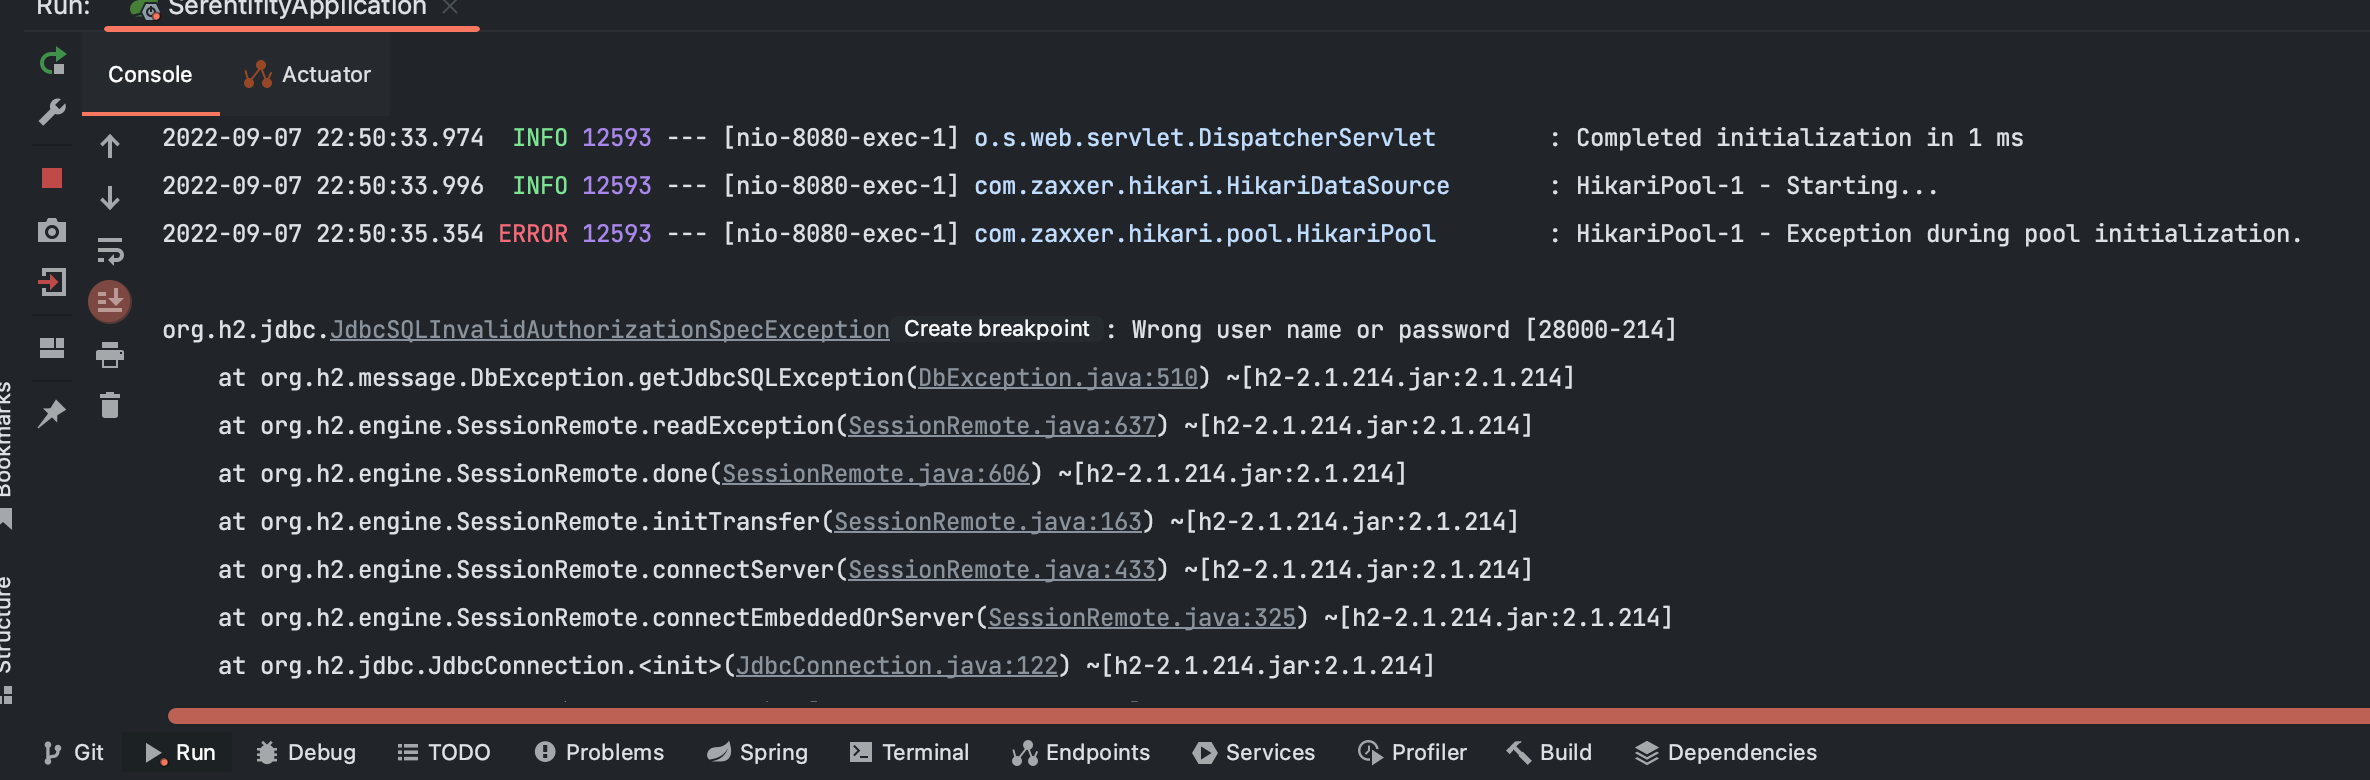 Run: SerentifityApplication
Console Actuator
2022-09-07 22:50:33.974  INFO 12593 --- [nio-8080-exec-1] o.s.web.servlet.DispatcherServlet        : Completed initialization in 1 ms
2022-09-07 22:50:33.996  INFO 12593 --- [nio-8080-exec-1] com.zaxxer.hikari.HikariDataSource       : HikariPool-1 - Starting...
2022-09-07 22:50:35.354 ERROR 12593 --- [nio-8080-exec-1] com.zaxxer.hikari.pool.HikariPool        : HikariPool-1 - Exception during pool initialization.
org.h2.jdbc.JdbcSQLInvalidAuthorizationSpecException Create breakpoint : Wrong user name or password [28000-214]
at org.h2.message.DbException.getJdbcSQLException(DbException.java:510) ~[h2-2.1.214.jar:2.1.214]
at org.h2.engine.SessionRemote.readException(SessionRemote.java:637) ~[h2-2.1.214.jar:2.1.214]
at org.h2.engine.SessionRemote.done(SessionRemote.java:606) ~[h2-2.1.214.jar:2.1.214]
at org.h2.engine.SessionRemote.initTransfer(SessionRemote.java:163) ~[h2-2.1.214.jar:2.1.214]
at org.h2.engine.SessionRemote.connectServer(SessionRemote.java:433) ~[h2-2.1.214.jar:2.1.214]
at org.h2.engine.SessionRemote.connectEmbeddedOrServer(SessionRemote.java:325) ~[h2-2.1.214.jar:2.1.214]
at org.h2.jdbc.JdbcConnection.<init>(JdbcConnection.java:122) ~[h2-2.1.214.jar:2.1.214]
Bookmarks
Structure
Git Run Debug TODO Problems Spring Terminal Endpoints Services Profiler Build Dependencies